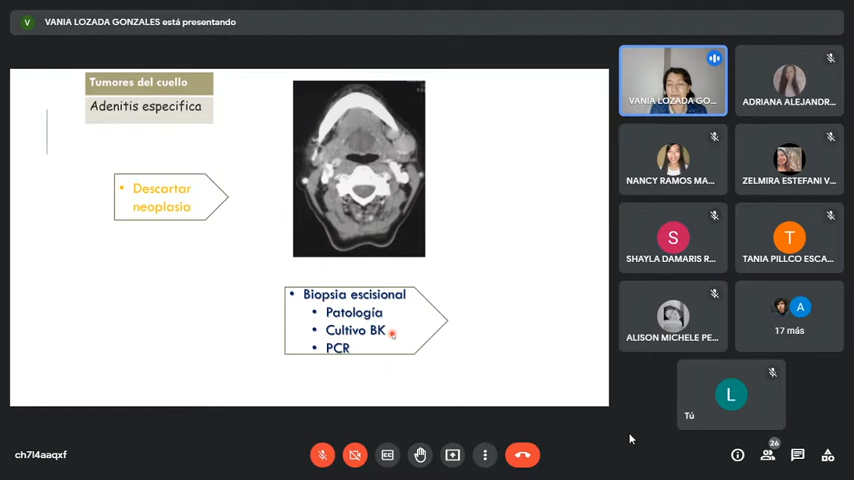 V
VANIA LOZADA GONZALES está presentando
Tumores del cuello
Adenitis especifica
• Descartar
neoplasia
• Biopsia escisional
• Patología
• Cultivo BK
• PCR
VANIA LOZADA GO...
ADRIANA ALEJANDR...
NANCY RAMOS MA...
ZELMIRA ESTEFANI V...
S
SHAYLA DAMARIS R...
T
TANIA PILLCO ESCA...
ALISON MICHELE PE...
A
17 más
L
Tú
ch7l4aaqxf
CC
26